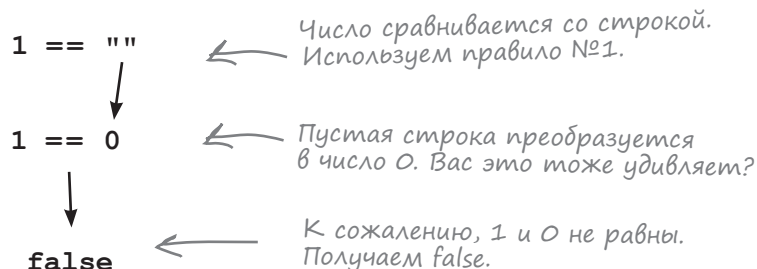 1 == ""
Число сравнивается со строкой.
Используем правило №1.
1 == 0
Пустая строка преобразуется
в число 0. Вас это тоже удивляет?
false
К сожалению, 1 и 0 не равны.
Получаем false.